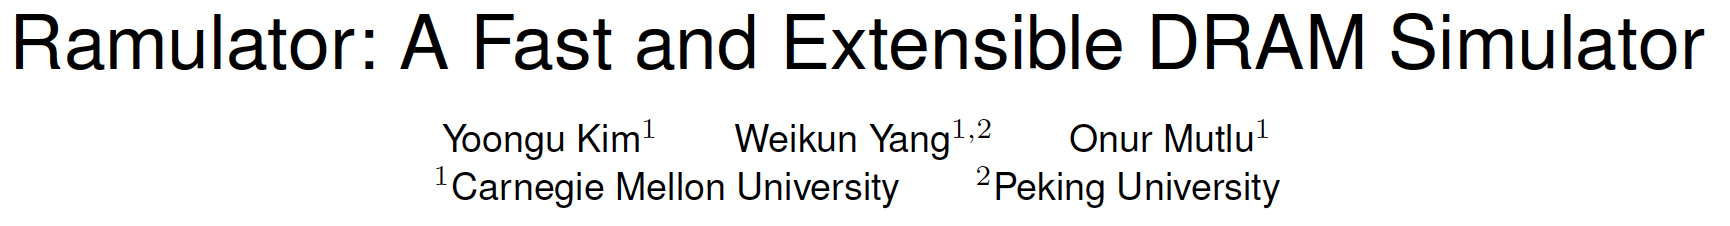 Ramulator: A Fast and Extensible DRAM Simulator
Yoongu Kim¹ Weikun Yang¹,² Onur Mutlu¹
¹Carnegie Mellon University ²Peking University